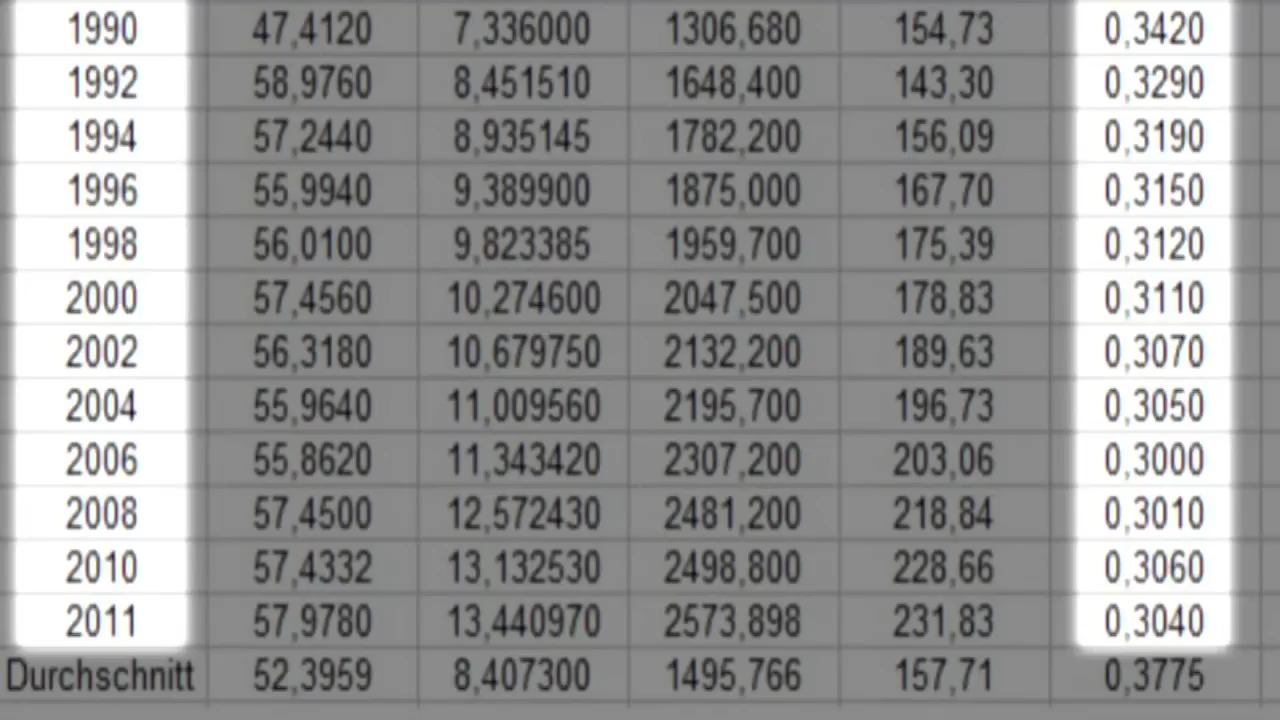 1990 47,4120 7,336000 1306,680 154,73 0,3420
1992 58,9760 8,451510 1648,400 143,30 0,3290
1994 57,2440 8,935145 1782,200 156,09 0,3190
1996 55,9940 9,389900 1875,000 167,70 0,3150
1998 56,0100 9,823385 1959,700 175,39 0,3120
2000 57,4560 10,274600 2047,500 178,83 0,3110
2002 56,3180 10,679750 2132,200 189,63 0,3070
2004 55,9640 11,009560 2195,700 196,73 0,3050
2006 55,8620 11,343420 2307,200 203,06 0,3000
2008 57,4500 12,572430 2481,200 218,84 0,3010
2010 57,4332 13,132530 2498,800 228,66 0,3060
2011 57,9780 13,440970 2573,898 231,83 0,3040
Durchschnitt 52,3959 8,407300 1495,766 157,71 0,3775